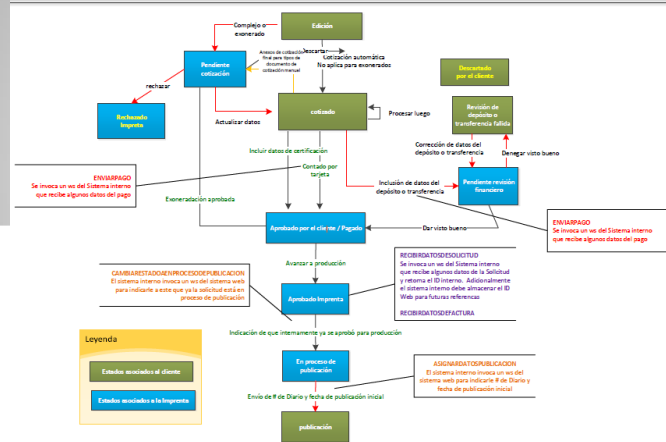 Complejo o
exonerado
Edición
Descartar
Anexos de cotización
final para tipos de
documento de
cotización manual
Cotización automática
No aplica para exonerados
Pendiente
cotización
Descartado
por el cliente
rechazar
Rechazado
Imprenta
Actualizar datos
cotizado
Procesar luego
Revisión de
depósito o
transferencia fallida
Incluir datos de certificación
Contado por
tarjeta
Corrección de datos del
depósito o transferencia
Denegar visto bueno
ENVIARPAGO
Se invoca un ws del Sistema interno
que recibe algunos datos del pago
Exoneradación aprobada
Inclusión de datos del
depósito o transferencia
Pendiente revisión
financiero
Aprobado por el cliente / Pagado
Dar visto bueno
ENVIARPAGO
Se invoca un ws del Sistema interno
que recibe algunos datos del pago
Avanzar a producción
CAMBIARESTADOAENPROCESODEPUBLICACION
El sistema interno invoca un ws del sistema web
para indicarle a este que ya la solicitud está en
proceso de publicación
RECIBIRDATOSDESOLICITUD
Se invoca un ws del Sistema interno
que recibe algunos datos de la Solicitud
y retorna el ID interno. Adicionalmente
el sistema interno debe almacenar el ID
Web para futuras referencas
RECIBIRDATOSDEFACTURA
Aprobado Imprenta
Indicación de que internamente ya se aprobó para producción
Leyenda
Estados asociados al cliente
Estados asociados a la Imprenta
En proceso de
publicación
ASIGNARDATOSPUBLICACION
El sistema interno invoca un ws del
sistema web para indicarle # de Diario y
fecha de publicación inicial
Envío de # de Diario y fecha de publicación inicial
publicación